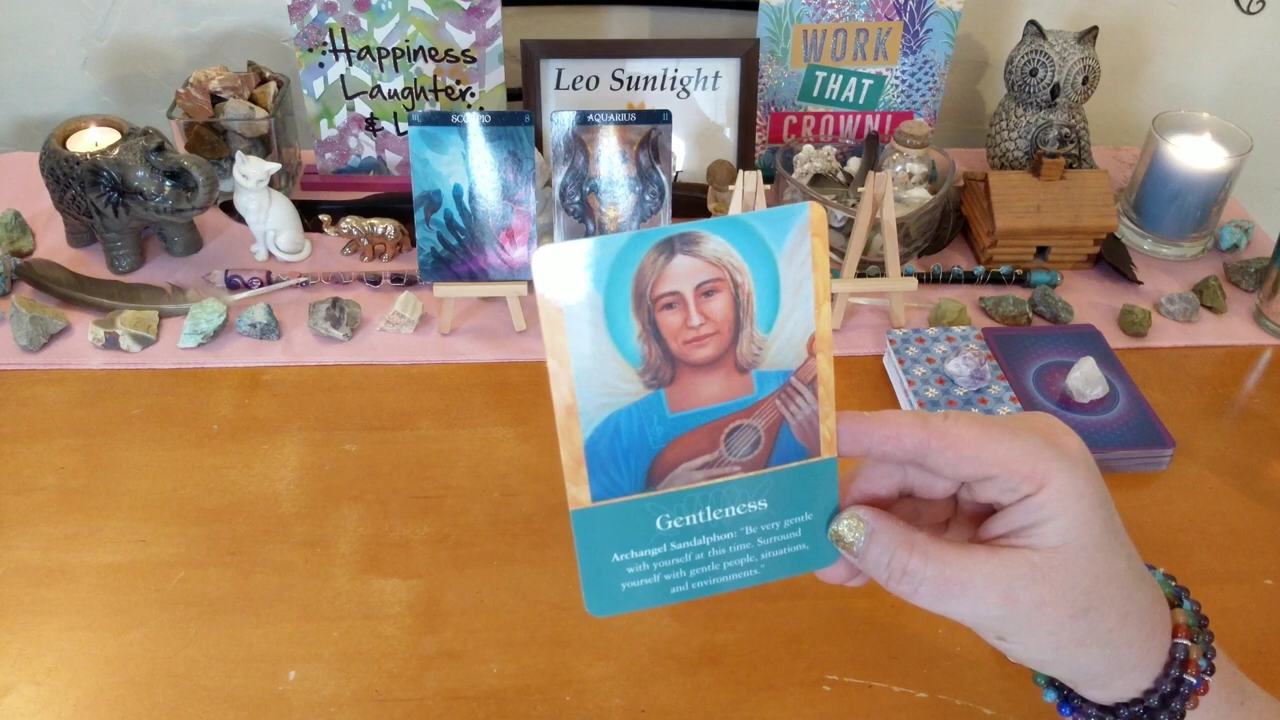 Happiness
Laughter
& L
Leo Sunlight
WORK
THAT
CROWN!
SCORPIO 8
AQUARIUS 11
Gentleness
Archangel Sandalphon: "Be very gentle
with yourself at this time. Surround
yourself with gentle people, situations,
and environments."